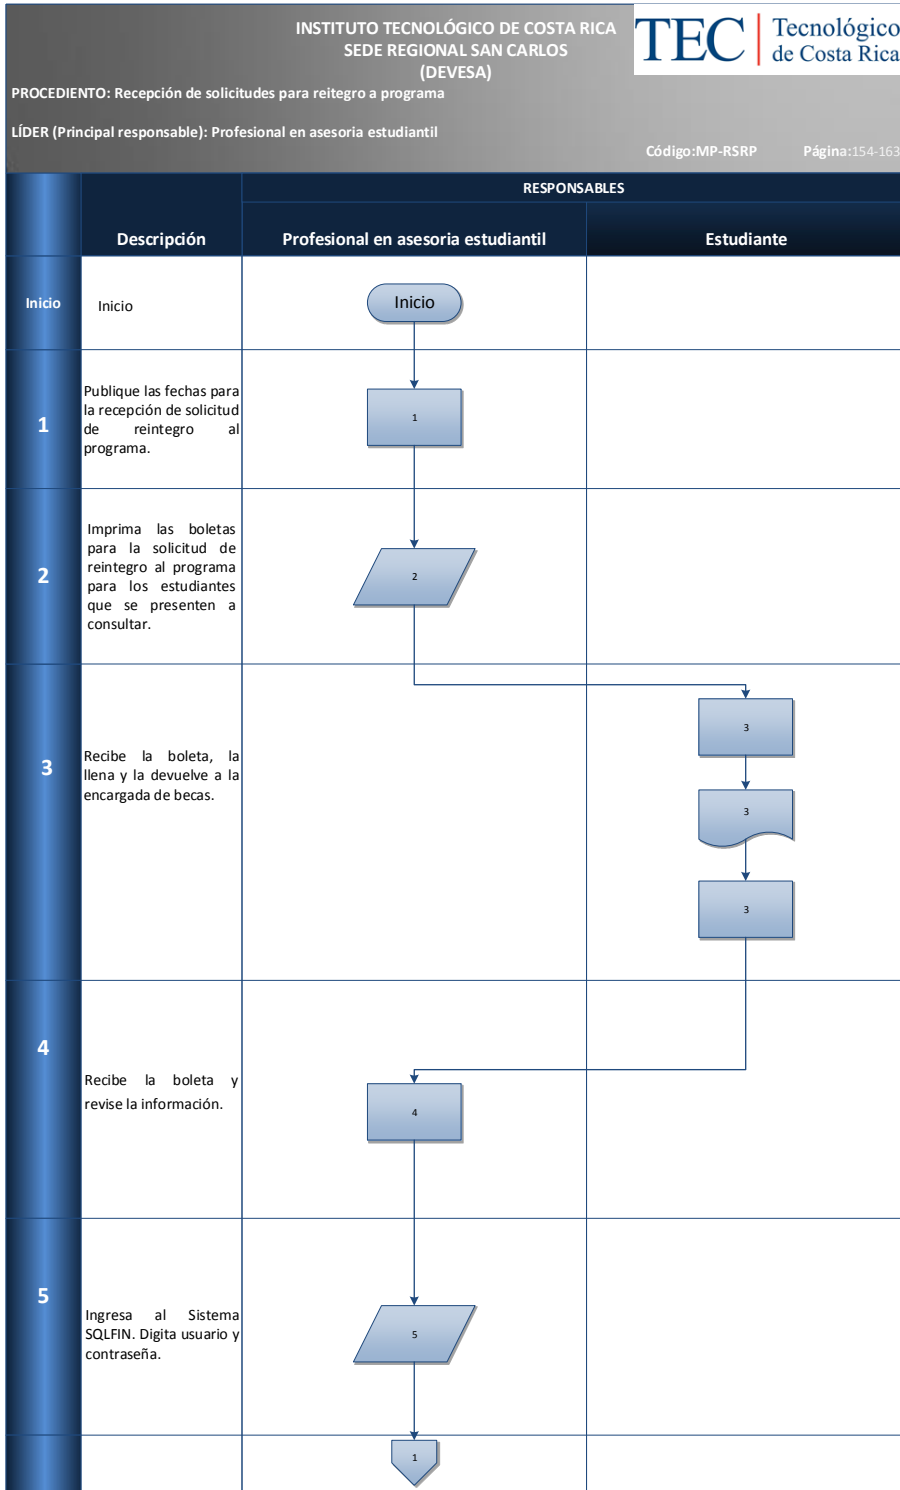 INSTITUTO TECNOLÓGICO DE COSTA RICA
SEDE REGIONAL SAN CARLOS
(DEVESA)
TEC | Tecnológico
de Costa Rica
PROCEDIENTO: Recepción de solicitudes para reitegro a programa
LÍDER (Principal responsable): Profesional en asesoria estudiantil
Código:MP-RSRP Página:154-163
RESPONSABLES
Descripción Profesional en asesoria estudiantil Estudiante
Inicio Inicio Inicio
1
Publique las fechas para
la recepción de solicitud
de reintegro al
programa.
1
2
Imprima las boletas
para la solicitud de
reintegro al programa
para los estudiantes
que se presenten a
consultar.
2
3
Recibe la boleta, la
llena y la devuelve a la
encargada de becas.
3
3
3
4
Recibe la boleta y
revise la información.
4
5
Ingresa al Sistema
SQLFIN. Digita usuario y
contraseña.
5
1